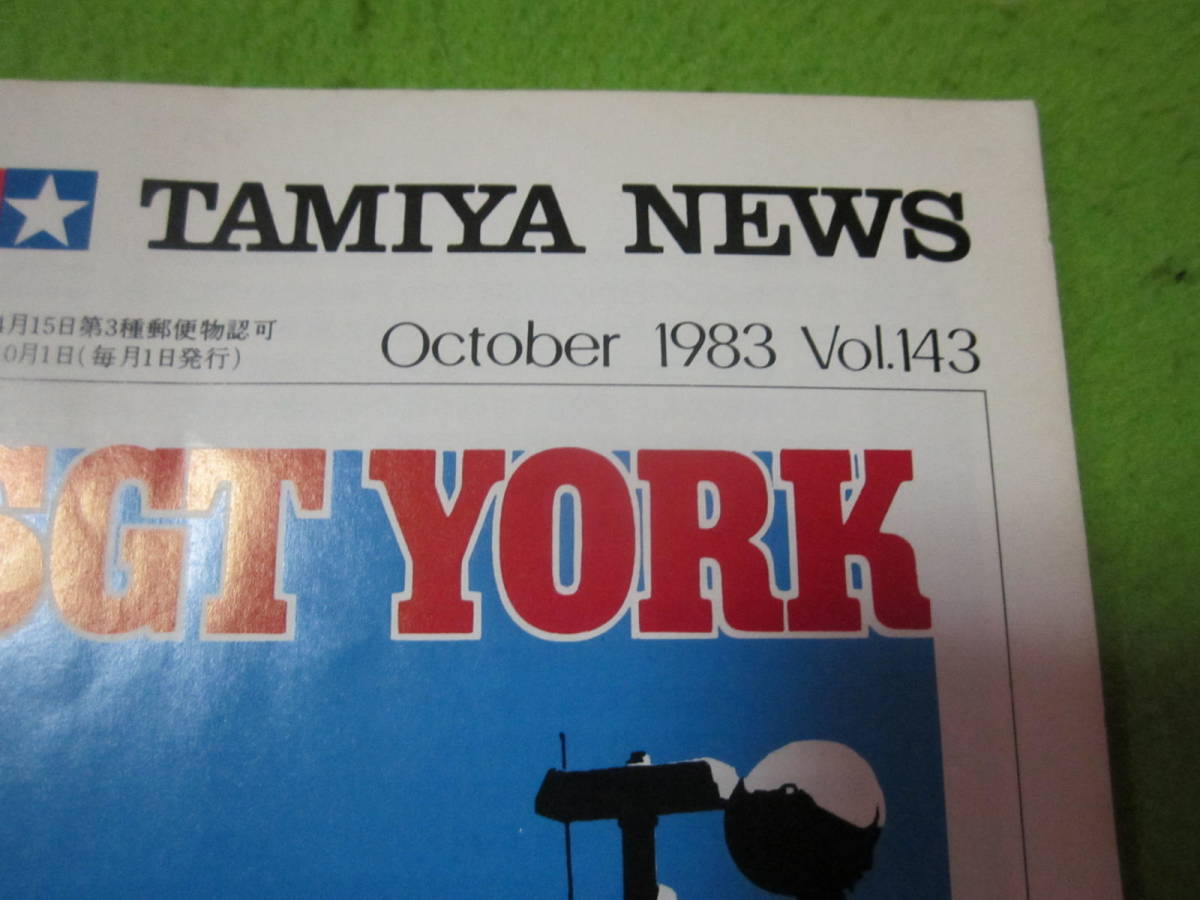 TAMIYA NEWS
4月15日第3種郵便物認可
0月1日(毎月1日発行)
October 1983 Vol.143
SGT YORK